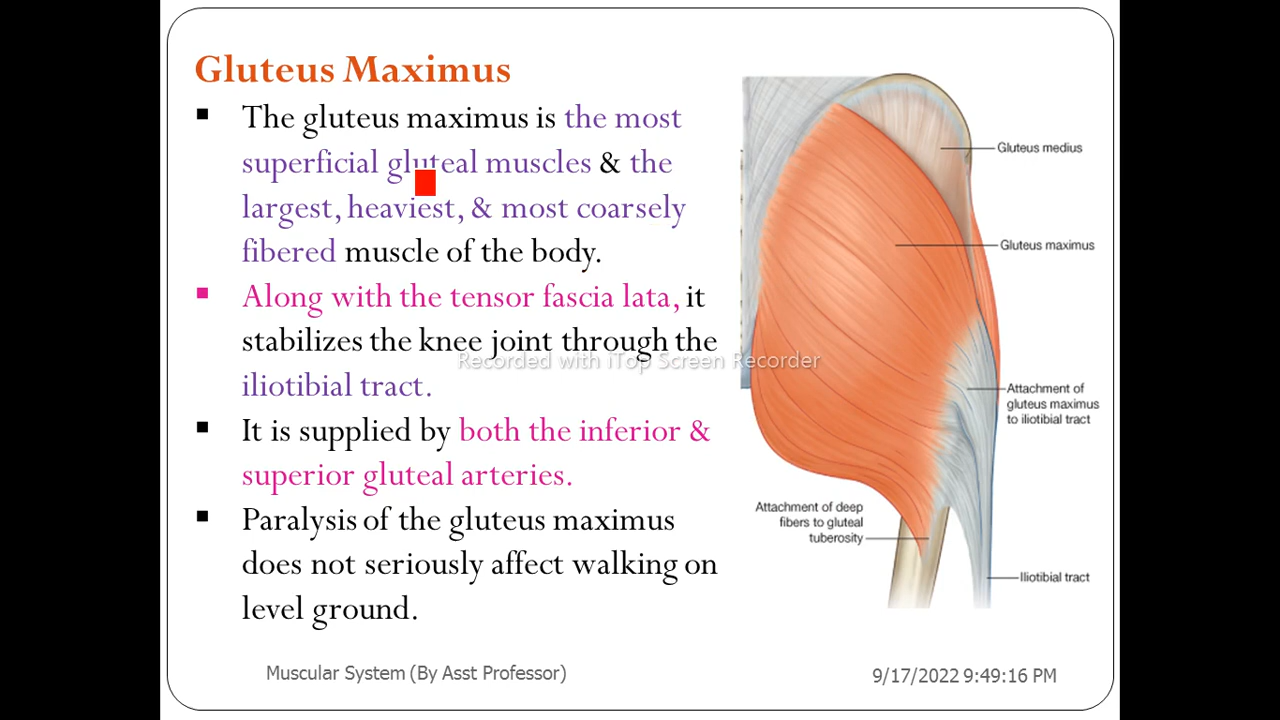 Gluteus Maximus
▪ The gluteus maximus is the most
superficial gluteal muscles & the
largest, heaviest, & most coarsely
fibered muscle of the body.
▪ Along with the tensor fascia lata, it
stabilizes the knee joint through the
iliotibial tract.
▪ It is supplied by both the inferior &
superior gluteal arteries.
▪ Paralysis of the gluteus maximus
does not seriously affect walking on
level ground.
Gluteus medius
Gluteus maximus
Attachment of
gluteus maximus
to iliotibial tract
Attachment of deep
fibers to gluteal
tuberosity
Iliotibial tract
Recorded with iTop Screen Recorder
Muscular System (By Asst Professor)
9/17/2022 9:49:16 PM